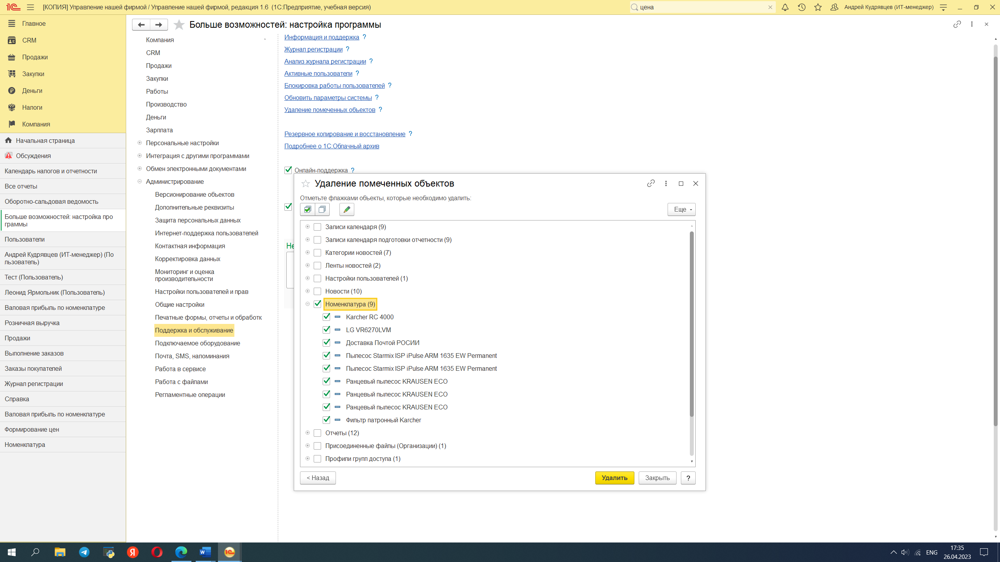 [КОПИЯ] Управление нашей фирмой / Управление нашей фирмой, редакция 1.6 (1С:Предприятие, учебная версия)
цена
Андрей Кудрявцев (ИТ-менеджер)
Главное
CRM
Продажи
Закупки
Деньги
Налоги
Компания
Начальная страница
Обсуждения
Календарь налогов и отчетности
Все отчеты
Оборотно-сальдовая ведомость
Больше возможностей: настройка про
граммы
Пользователи
Андрей Кудрявцев (ИТ-менеджер) (По
льзователь)
Тест (Пользователь)
Леонид Ярмольник (Пользователь)
Валовая прибыль по номенклатуре
Розничная выручка
Продажи
Выполнение заказов
Заказы покупателей
Журнал регистрации
Справка
Валовая прибыль по номенклатуре
Формирование цен
Номенклатура
Больше возможностей: настройка программы
Компания
CRM
Продажи
Закупки
Работы
Производство
Деньги
Зарплата
Персональные настройки
Интеграция с другими программами
Обмен электронными документами
Администрирование
Версионирование объектов
Дополнительные реквизиты
Защита персональных данных
Интернет-поддержка пользователей
Контактная информация
Корректировка данных
Мониторинг и оценка
производительности
Настройки пользователей и прав
Общие настройки
Печатные формы, отчеты и обработк
Поддержка и обслуживание
Подключаемое оборудование
Почта, SMS, напоминания
Работа в сервисе
Работа с файлами
Регламентные операции
Информация и поддержка ?
Журнал регистрации ?
Анализ журнала регистрации ?
Активные пользователи ?
Блокировка работы пользователей ?
Обновить параметры системы ?
Удаление помеченных объектов ?
Резервное копирование и восстановление ?
Подробнее о 1С:Облачный архив
Онлайн-поддержка ?
Не
Удаление помеченных объектов
Отметьте флажками объекты, которые необходимо удалить:
Еще
Записи календаря (9)
Записи календаря подготовки отчетности (9)
Категории новостей (7)
Ленты новостей (2)
Настройки пользователей (1)
Новости (10)
Номенклатура (9)
Karcher RC 4000
LG VR6270LVM
Доставка Почтой РОСИИ
Пылесос Starmix ISP iPulse ARM 1635 EW Permanent
Пылесос Starmix ISP iPulse ARM 1635 EW Permanent
Ранцевый пылесос KRAUSEN ECO
Ранцевый пылесос KRAUSEN ECO
Ранцевый пылесос KRAUSEN ECO
Фильтр патронный Karcher
Отчеты (12)
Присоединенные файлы (Организации) (1)
Профили групп доступа (1)
< Назад
Удалить
Закрыть
?
ENG
17:35
26.04.2023